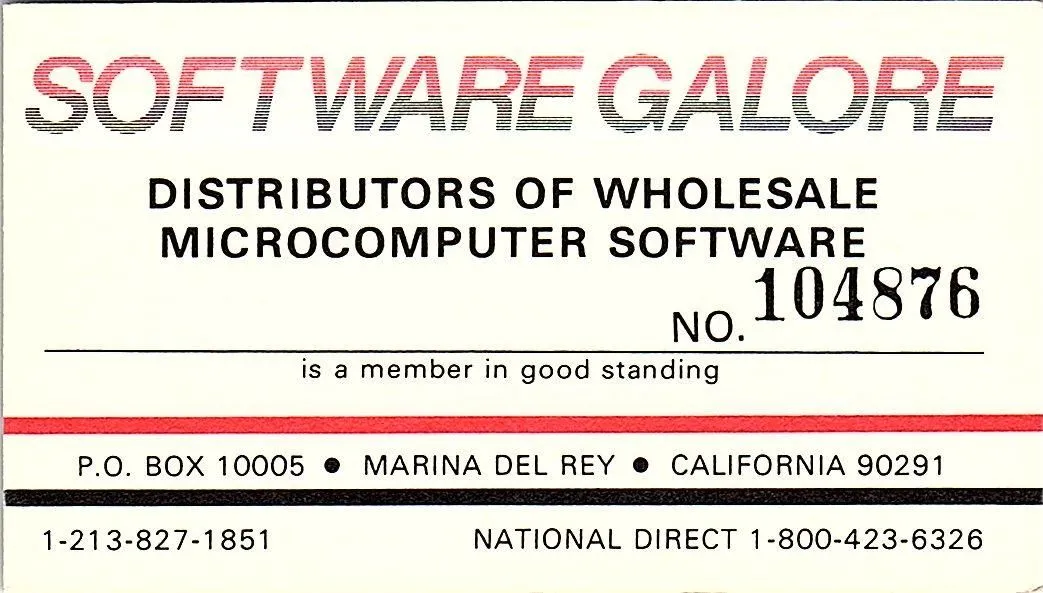 SOFTWARE GALORE
DISTRIBUTORS OF WHOLESALE
MICROCOMPUTER SOFTWARE
NO. 104876
is a member in good standing
P.O. BOX 10005 ● MARINA DEL REY ● CALIFORNIA 90291
1-213-827-1851 NATIONAL DIRECT 1-800-423-6326